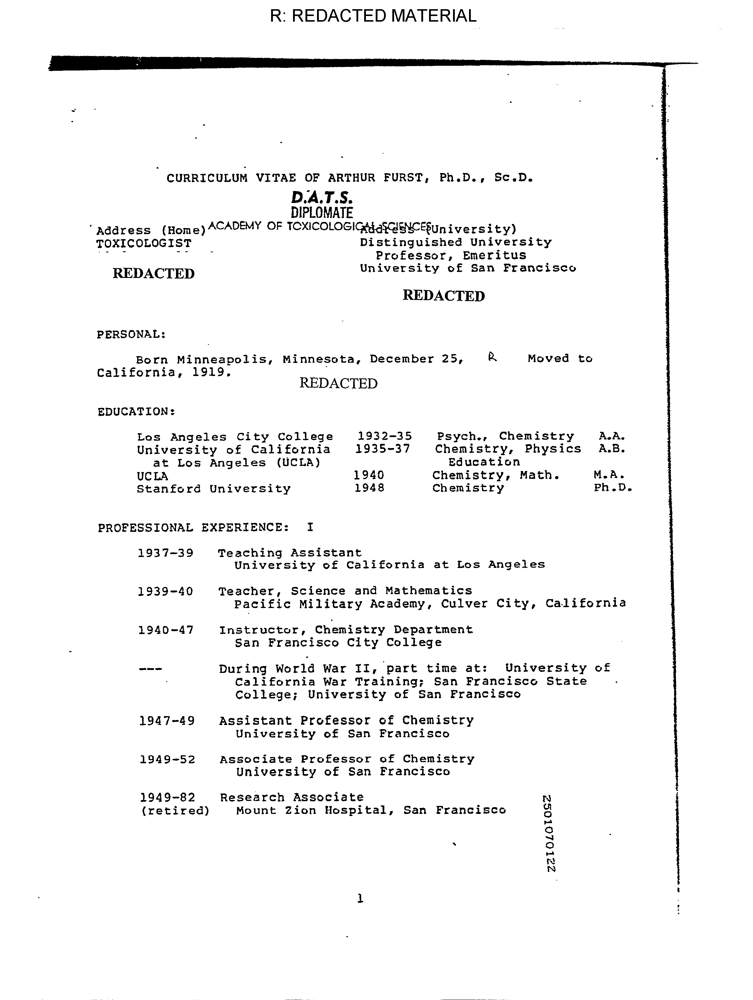 R: REDACTED MATERIAL
CURRICULUM VITAE OF ARTHUR FURST, Ph.D., Sc.D.
D.A.T.S.
DIPLOMATE
ACADEMY OF TOXICOLOGICAL SCIENCES
Address (Home) Address (University)
TOXICOLOGIST Distinguished University
Professor, Emeritus
REDACTED University of San Francisco
REDACTED
PERSONAL:
Born Minneapolis, Minnesota, December 25, R Moved to
California, 1919.
REDACTED
EDUCATION:
Los Angeles City College 1932-35 Psych., Chemistry A.A.
University of California 1935-37 Chemistry, Physics A.B.
at Los Angeles (UCLA) Education
UCLA 1940 Chemistry, Math. M.A.
Stanford University 1948 Chemistry Ph.D.
PROFESSIONAL EXPERIENCE: I
1937-39 Teaching Assistant
University of California at Los Angeles
1939-40 Teacher, Science and Mathematics
Pacific Military Academy, Culver City, California
1940-47 Instructor, Chemistry Department
San Francisco City College
--- During World War II, part time at: University of
California War Training; San Francisco State
College; University of San Francisco
1947-49 Assistant Professor of Chemistry
University of San Francisco
1949-52 Associate Professor of Chemistry
University of San Francisco
1949-82 Research Associate
(retired) Mount Zion Hospital, San Francisco
2501070122
1